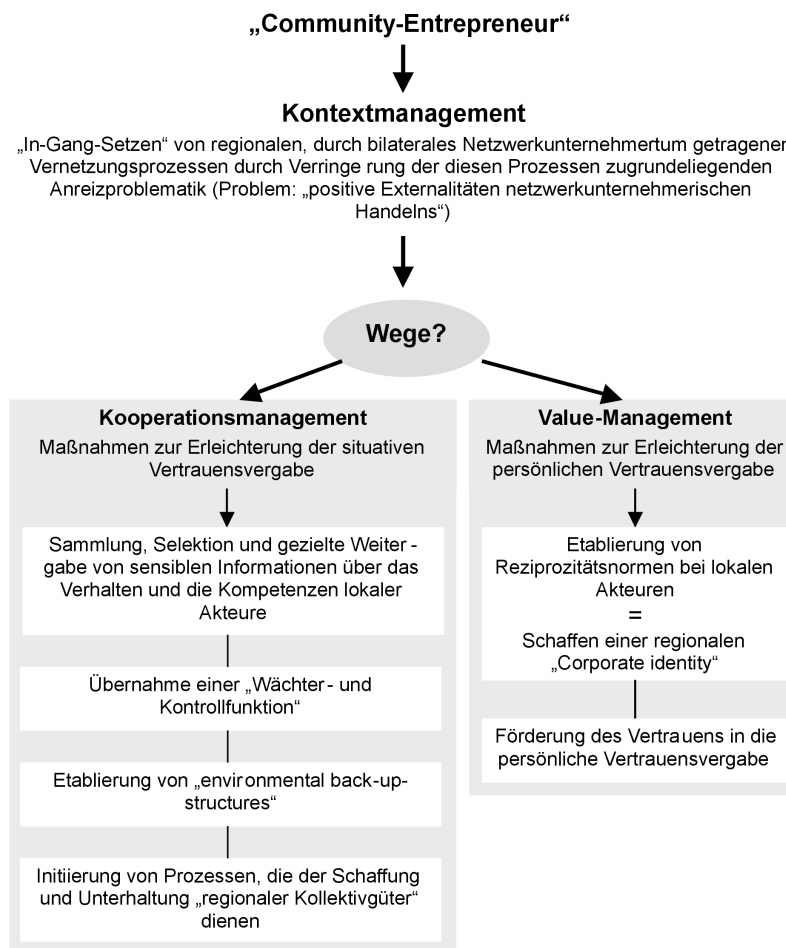 „Community-Entrepreneur“
Kontextmanagement
„In-Gang-Setzen“ von regionalen, durch bilaterales Netzwerkunternehmertum getragener
Vernetzungsprozessen durch Verringe rung der diesen Prozessen zugrundeliegenden
Anreizproblematik (Problem: „positive Externalitäten netzwerkunternehmerischen
Handelns“)
Wege?
Kooperationsmanagement
Maßnahmen zur Erleichterung der situativen
Vertrauensvergabe
Sammlung, Selektion und gezielte Weiter -
gabe von sensiblen Informationen über das
Verhalten und die Kompetenzen lokaler
Akteure
Übernahme einer „Wächter - und
Kontrollfunktion“
Etablierung von „environmental back-up-
structures“
Initiierung von Prozessen, die der Schaffung
und Unterhaltung „regionaler Kollektivgüter“
dienen
Value-Management
Maßnahmen zur Erleichterung der
persönlichen Vertrauensvergabe
Etablierung von
Reziprozitätsnormen bei lokalen
Akteuren
=
Schaffen einer regionalen
„Corporate identity“
Förderung des Vertrauens in die
persönliche Vertrauensvergabe